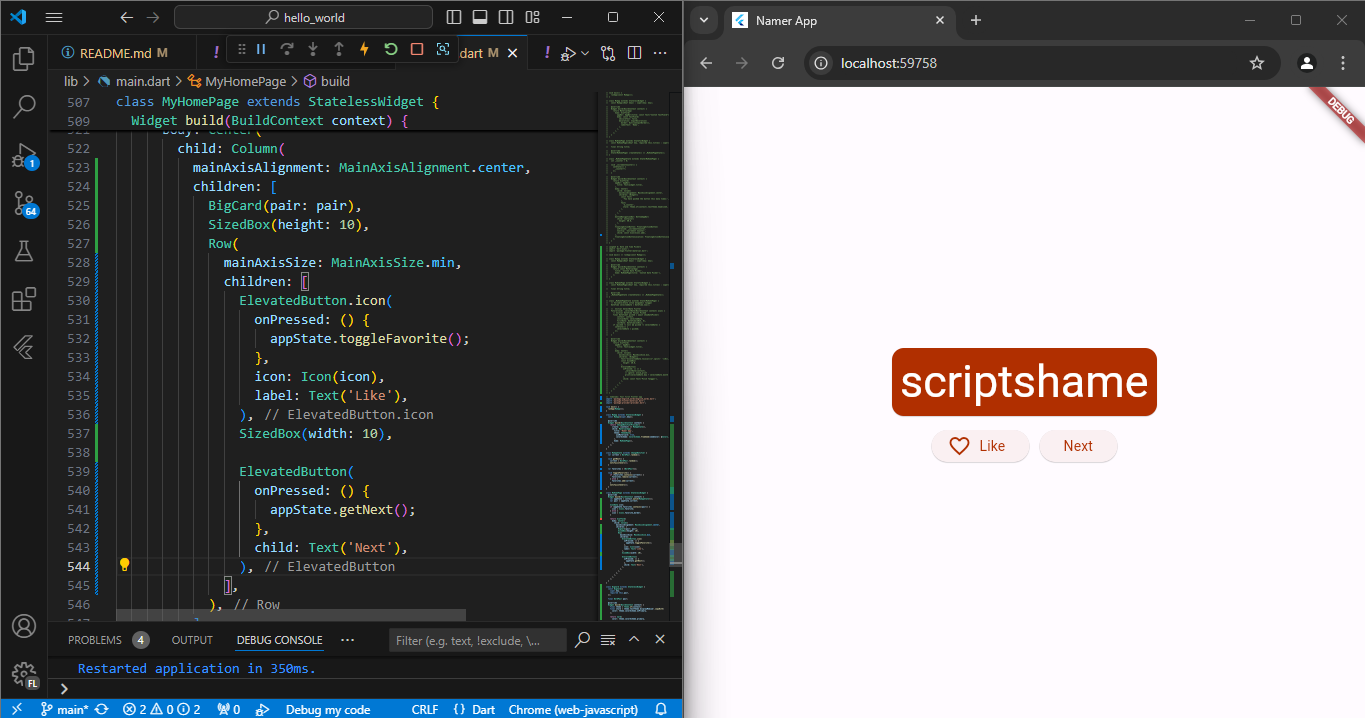 hello_world
README.md M
dart M
lib > main.dart > MyHomePage > build
507 class MyHomePage extends StatelessWidget {
509 Widget build(BuildContext context) {
521 body: Center(
522 child: Column(
523 mainAxisAlignment: MainAxisAlignment.center,
524 children: [
525 BigCard(pair: pair),
526 SizedBox(height: 10),
527 Row(
528 mainAxisSize: MainAxisSize.min,
529 children: [
530 ElevatedButton.icon(
531 onPressed: () {
532 appState.toggleFavorite();
533 },
534 icon: Icon(icon),
535 label: Text('Like'),
536 ), // ElevatedButton.icon
537 SizedBox(width: 10),
538
539 ElevatedButton(
540 onPressed: () {
541 appState.getNext();
542 },
543 child: Text('Next'),
544 ), // ElevatedButton
545 ],
546 ), // Row
1
64
FL
PROBLEMS 4 OUTPUT DEBUG CONSOLE ···
Filter (e.g. text, !exclude, \...
Restarted application in 350ms.
main* 2 0 2 0 Debug my code CRLF {} Dart Chrome (web-javascript)
Namer App
localhost:59758
DEBUG
scriptshame
Like
Next